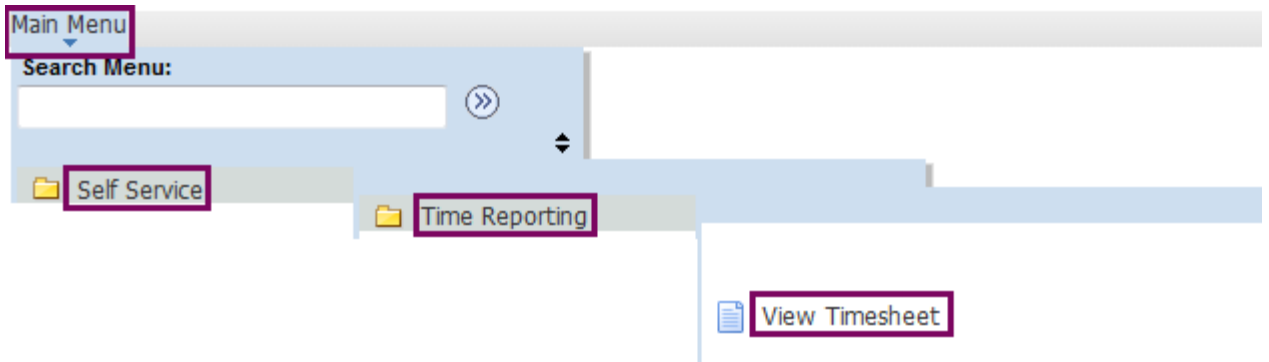 Main Menu
Search Menu:
Self Service
Time Reporting
View Timesheet